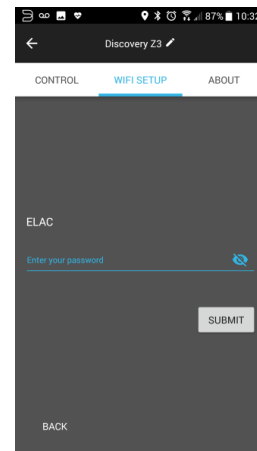 87% 10:32
Discovery Z3
CONTROL WIFI SETUP ABOUT
ELAC
Enter your password
SUBMIT
BACK